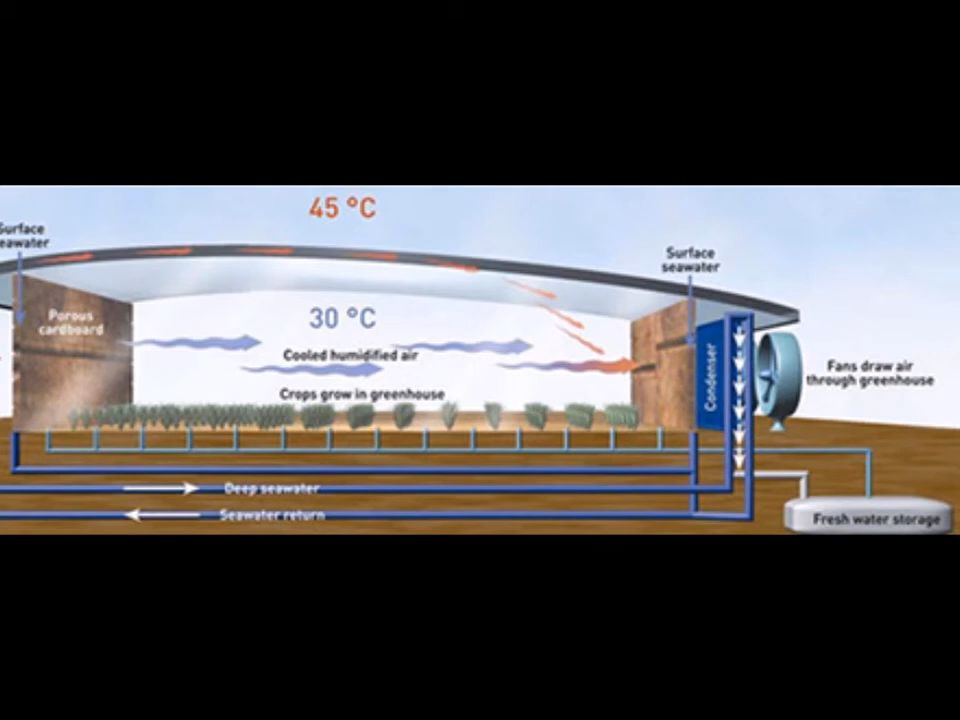 45 °C
Surface
eawater
Surface
seawater
Porous
cardboard
30 °C
Cooled humidified air
Condenser
Fans draw air
through greenhouse
Crops grow in greenhouse
Deep seawater
Seawater return
Fresh water storage